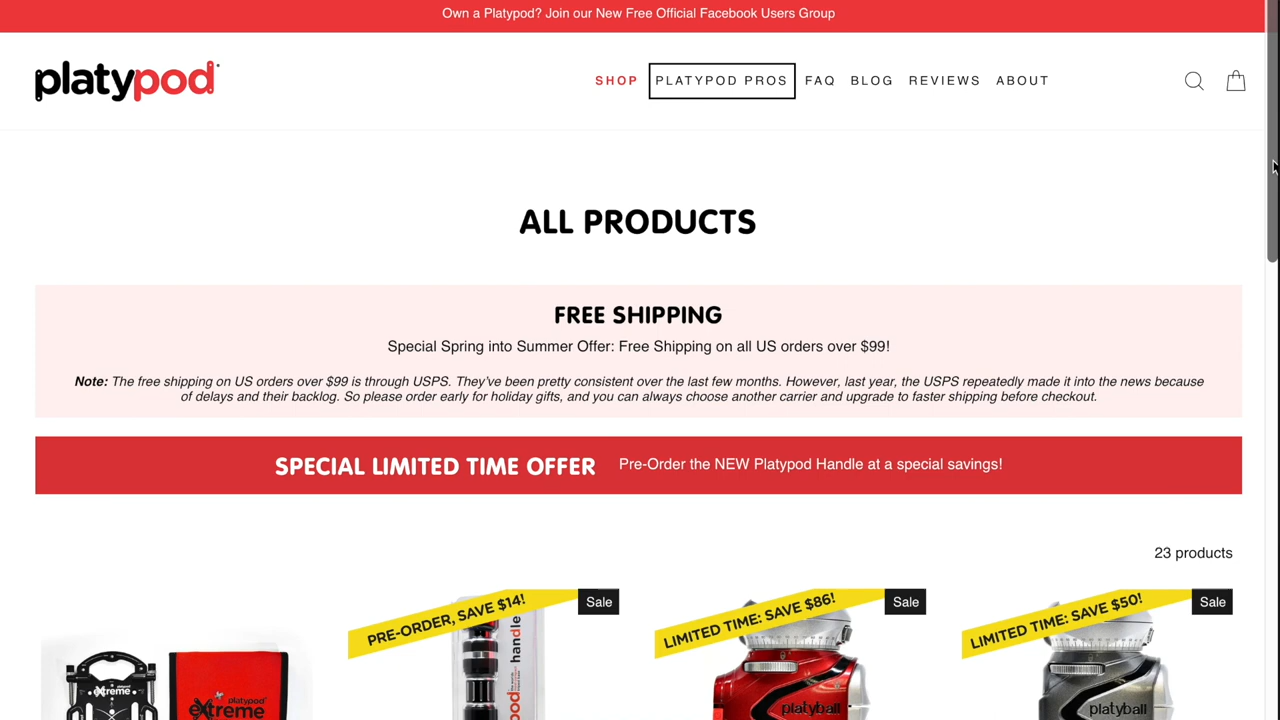 Own a Platypod? Join our New Free Official Facebook Users Group
platypod
SHOP PLATYPOD PROS FAQ BLOG REVIEWS ABOUT
ALL PRODUCTS
FREE SHIPPING
Special Spring into Summer Offer: Free Shipping on all US orders over $99!
Note: The free shipping on US orders over $99 is through USPS. They've been pretty consistent over the last few months. However, last year, the USPS repeatedly made it into the news because
of delays and their backlog. So please order early for holiday gifts, and you can always choose another carrier and upgrade to faster shipping before checkout.
SPECIAL LIMITED TIME OFFER Pre-Order the NEW Platypod Handle at a special savings!
23 products
PRE-ORDER, SAVE $14!
Sale
LIMITED TIME: SAVE $86!
Sale
LIMITED TIME: SAVE $50!
Sale
extreme
platypod
extreme
handle
pod
platyball
platyball